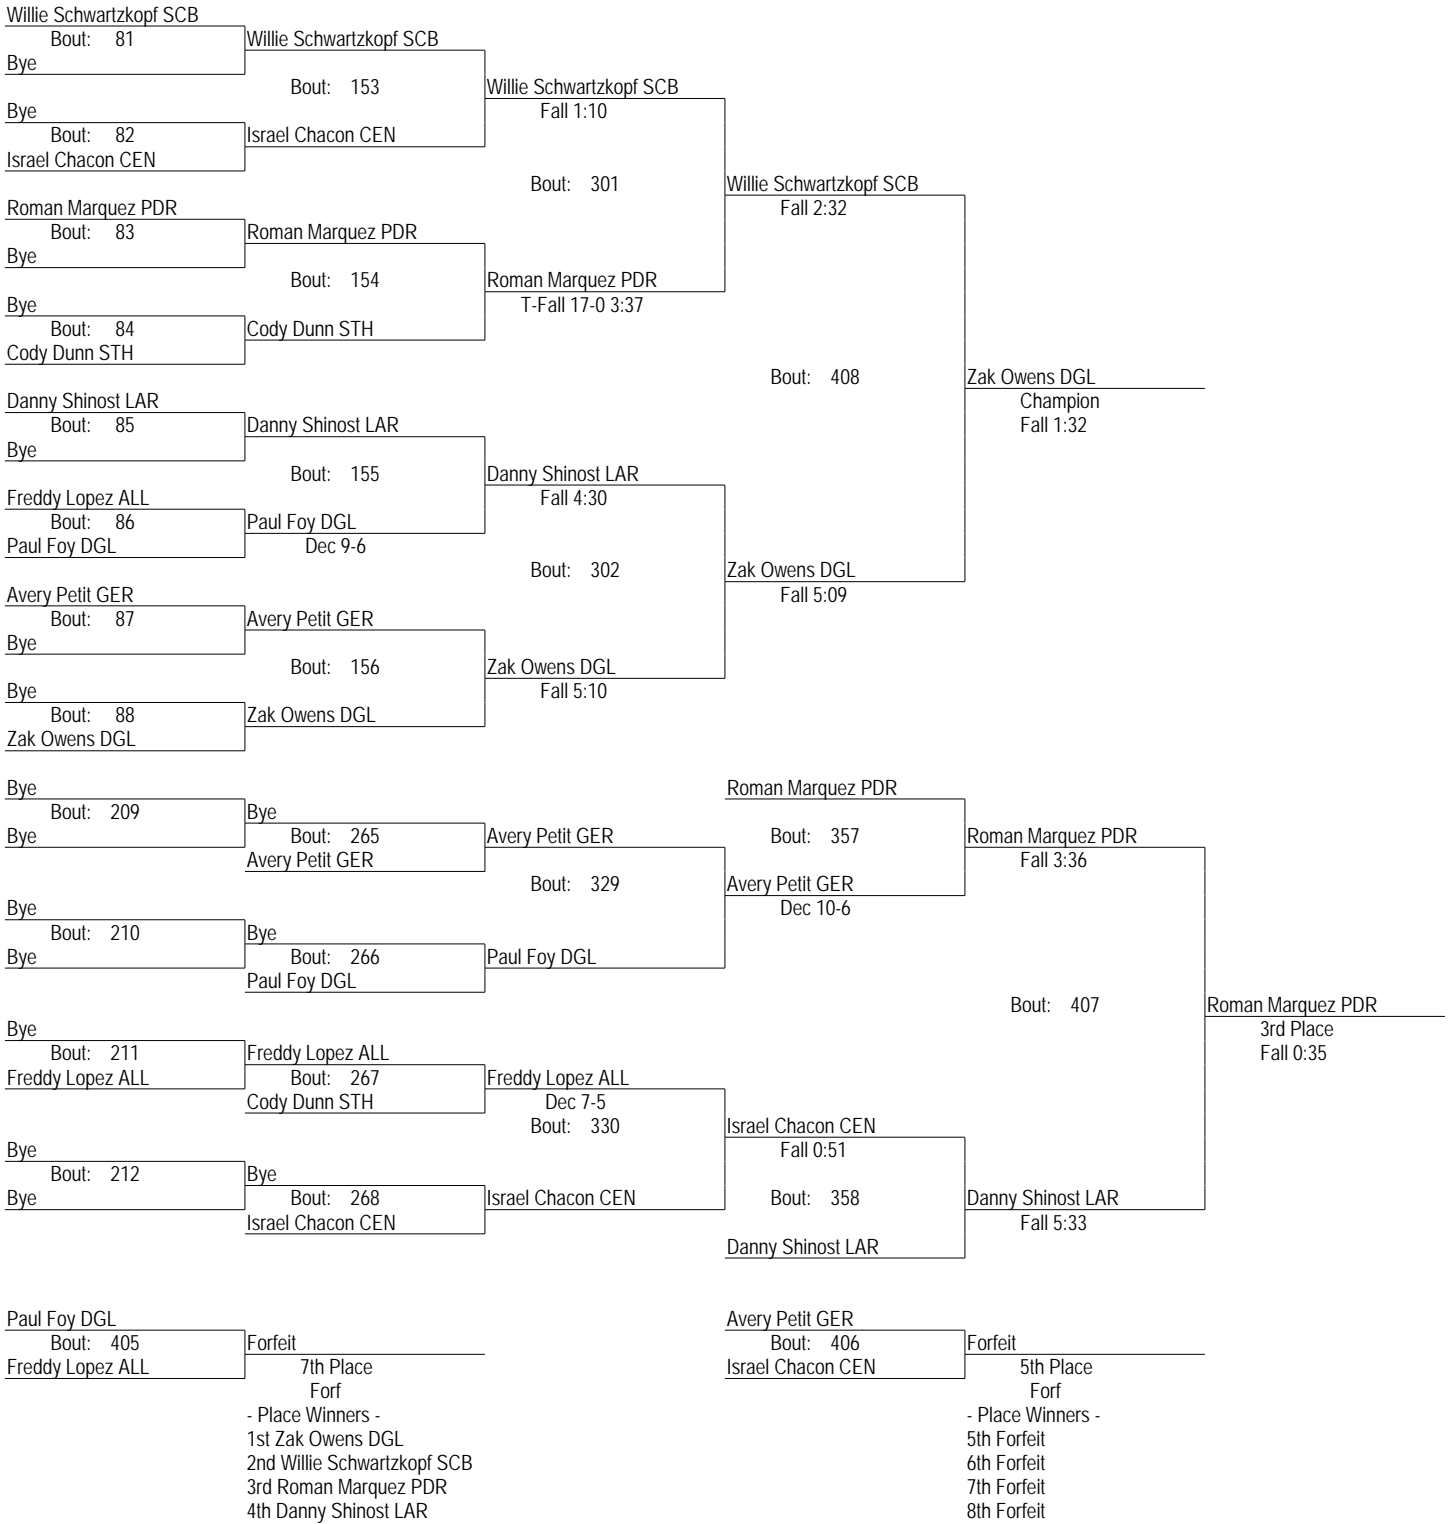 Willie Schwartzkopf SCB
Bout: 81
Willie Schwartzkopf SCB
Bye
Bout: 153
Willie Schwartzkopf SCB
Bye
Fall 1:10
Bout: 82
Israel Chacon CEN
Israel Chacon CEN
Bout: 301
Willie Schwartzkopf SCB
Roman Marquez PDR
Fall 2:32
Bout: 83
Roman Marquez PDR
Bye
Bout: 154
Roman Marquez PDR
Bye
T-Fall 17-0 3:37
Bout: 84
Cody Dunn STH
Cody Dunn STH
Bout: 408
Zak Owens DGL
Danny Shinost LAR
Champion
Bout: 85
Danny Shinost LAR
Fall 1:32
Bye
Bout: 155
Danny Shinost LAR
Freddy Lopez ALL
Fall 4:30
Bout: 86
Paul Foy DGL
Paul Foy DGL
Dec 9-6
Bout: 302
Zak Owens DGL
Avery Petit GER
Fall 5:09
Bout: 87
Avery Petit GER
Bye
Bout: 156
Zak Owens DGL
Bye
Fall 5:10
Bout: 88
Zak Owens DGL
Zak Owens DGL
Bye
Roman Marquez PDR
Bout: 209
Bye
Bye
Bout: 265
Avery Petit GER
Bout: 357
Roman Marquez PDR
Avery Petit GER
Fall 3:36
Bout: 329
Avery Petit GER
Bye
Dec 10-6
Bout: 210
Bye
Bye
Bout: 266
Paul Foy DGL
Paul Foy DGL
Bout: 407
Roman Marquez PDR
Bye
3rd Place
Bout: 211
Freddy Lopez ALL
Fall 0:35
Freddy Lopez ALL
Bout: 267
Freddy Lopez ALL
Cody Dunn STH
Dec 7-5
Bout: 330
Israel Chacon CEN
Bye
Fall 0:51
Bout: 212
Bye
Bye
Bout: 268
Israel Chacon CEN
Bout: 358
Danny Shinost LAR
Israel Chacon CEN
Fall 5:33
Danny Shinost LAR
Paul Foy DGL
Avery Petit GER
Bout: 405
Forfeit
Bout: 406
Forfeit
Freddy Lopez ALL
7th Place
Israel Chacon CEN
5th Place
Forf
Forf
- Place Winners -
- Place Winners -
1st Zak Owens DGL
5th Forfeit
2nd Willie Schwartzkopf SCB
6th Forfeit
3rd Roman Marquez PDR
7th Forfeit
4th Danny Shinost LAR
8th Forfeit